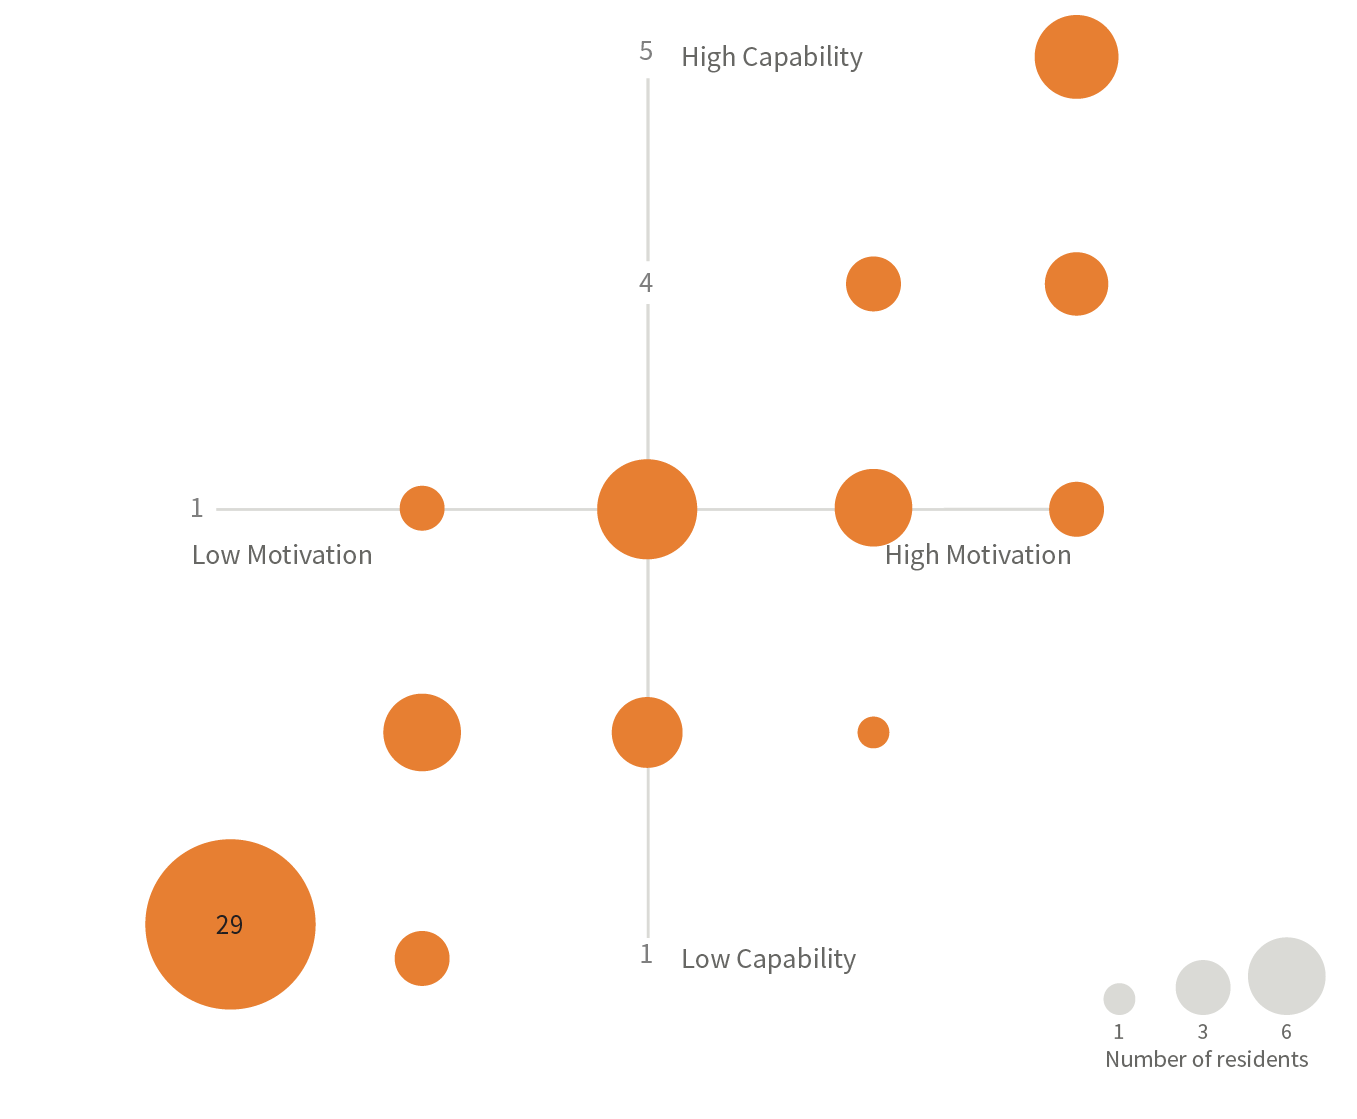 5 High Capability
4
1
Low Motivation
High Motivation
29
1 Low Capability
1 3 6
Number of residents